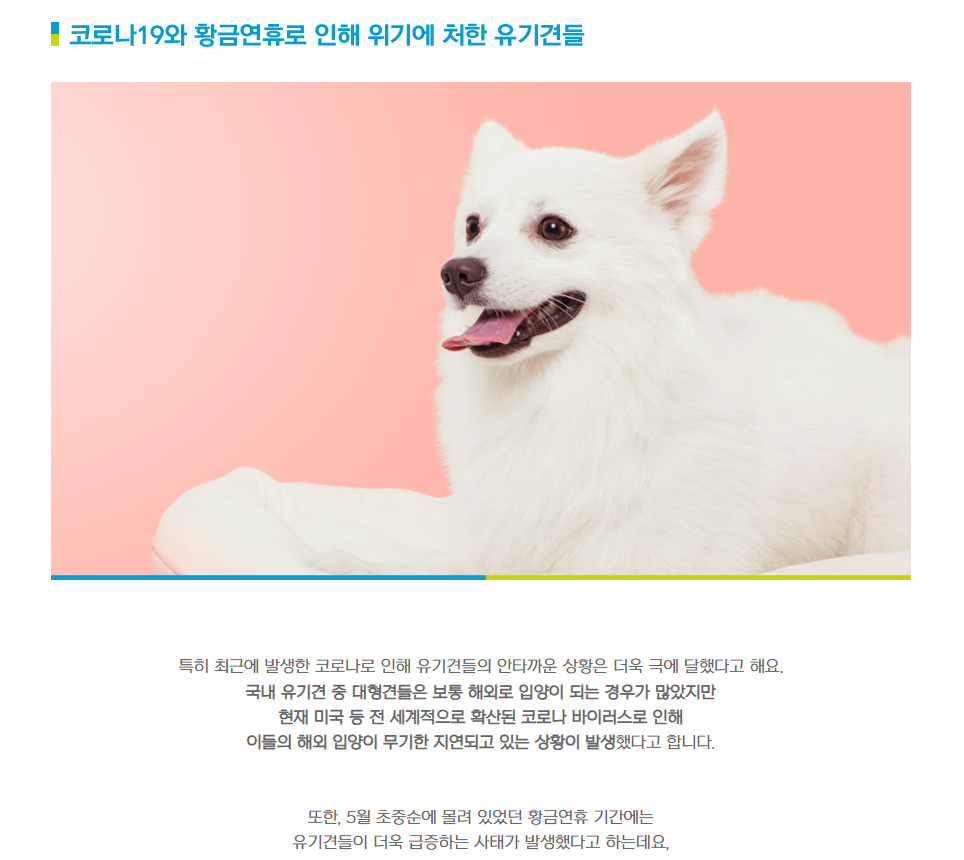 코로나19와 황금연휴로 인해 위기에 처한 유기견들
특히 최근에 발생한 코로나로 인해 유기견들의 안타까운 상황은 더욱 극에 달했다고 해요.
국내 유기견 중 대형견들은 보통 해외로 입양이 되는 경우가 많았지만
현재 미국 등 전 세계적으로 확산된 코로나 바이러스로 인해
이들의 해외 입양이 무기한 지연되고 있는 상황이 발생했다고 합니다.
또한, 5월 초중순에 몰려 있었던 황금연휴 기간에는
유기견들이 더욱 급증하는 사태가 발생했다고 하는데요,